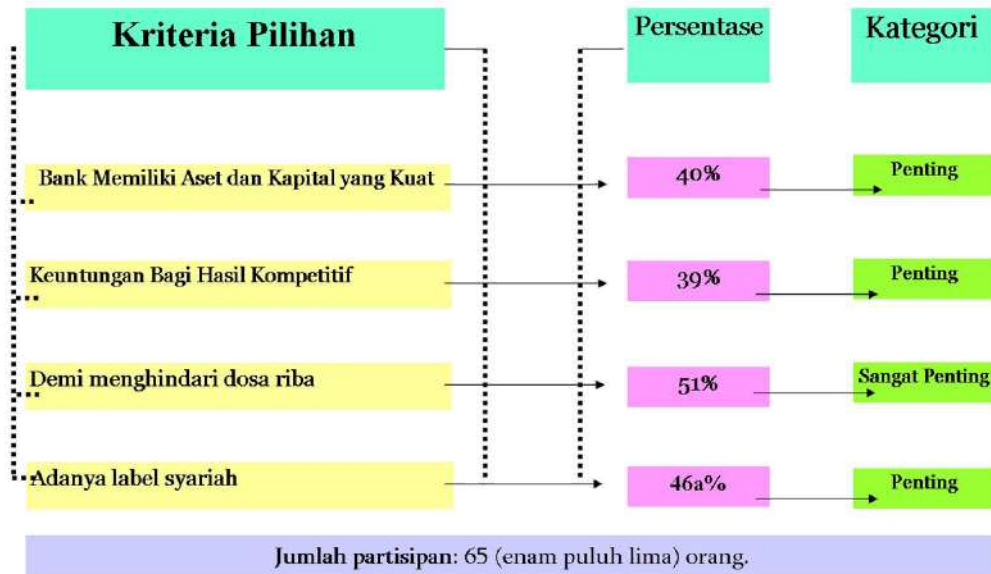 Kriteria Pilihan
Persentase
Kategori
Bank Memiliki Aset dan Kapital yang Kuat
40%
Penting
Keuntungan Bagi Hasil Kompetitif
39%
Penting
Demi menghindari dosa riba
51%
Sangat Penting
Adanya label syariah
46a%
Penting
Jumlah partisipan: 65 (enam puluh lima) orang.